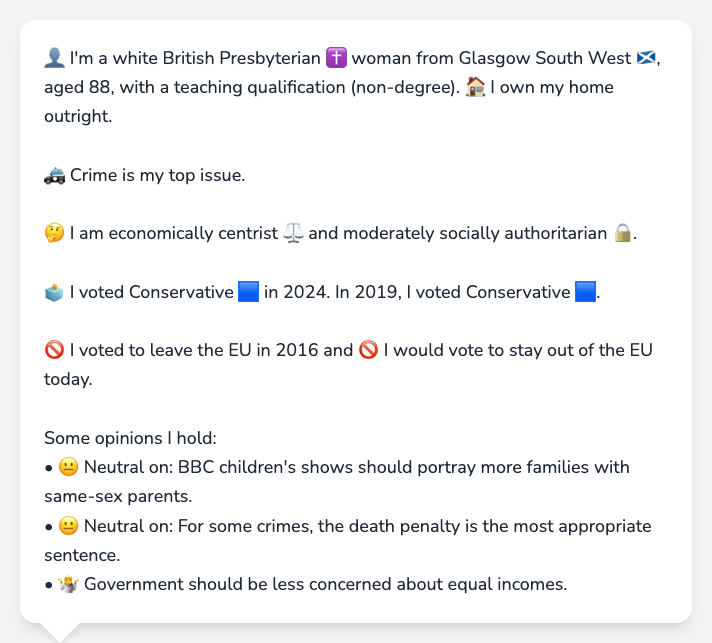 👤 I'm a white British Presbyterian ✝️ woman from Glasgow South West 🏴󠁧󠁢󠁳󠁣󠁴󠁿,
aged 88, with a teaching qualification (non-degree). 🏠 I own my home
outright.
🚓 Crime is my top issue.
🤔 I am economically centrist ⚖️ and moderately socially authoritarian 🔒.
🗳️ I voted Conservative 🟦 in 2024. In 2019, I voted Conservative 🟦.
🚫 I voted to leave the EU in 2016 and 🚫 I would vote to stay out of the EU
today.
Some opinions I hold:
• 😐 Neutral on: BBC children's shows should portray more families with
same-sex parents.
• 😐 Neutral on: For some crimes, the death penalty is the most appropriate
sentence.
• 🤷 Government should be less concerned about equal incomes.